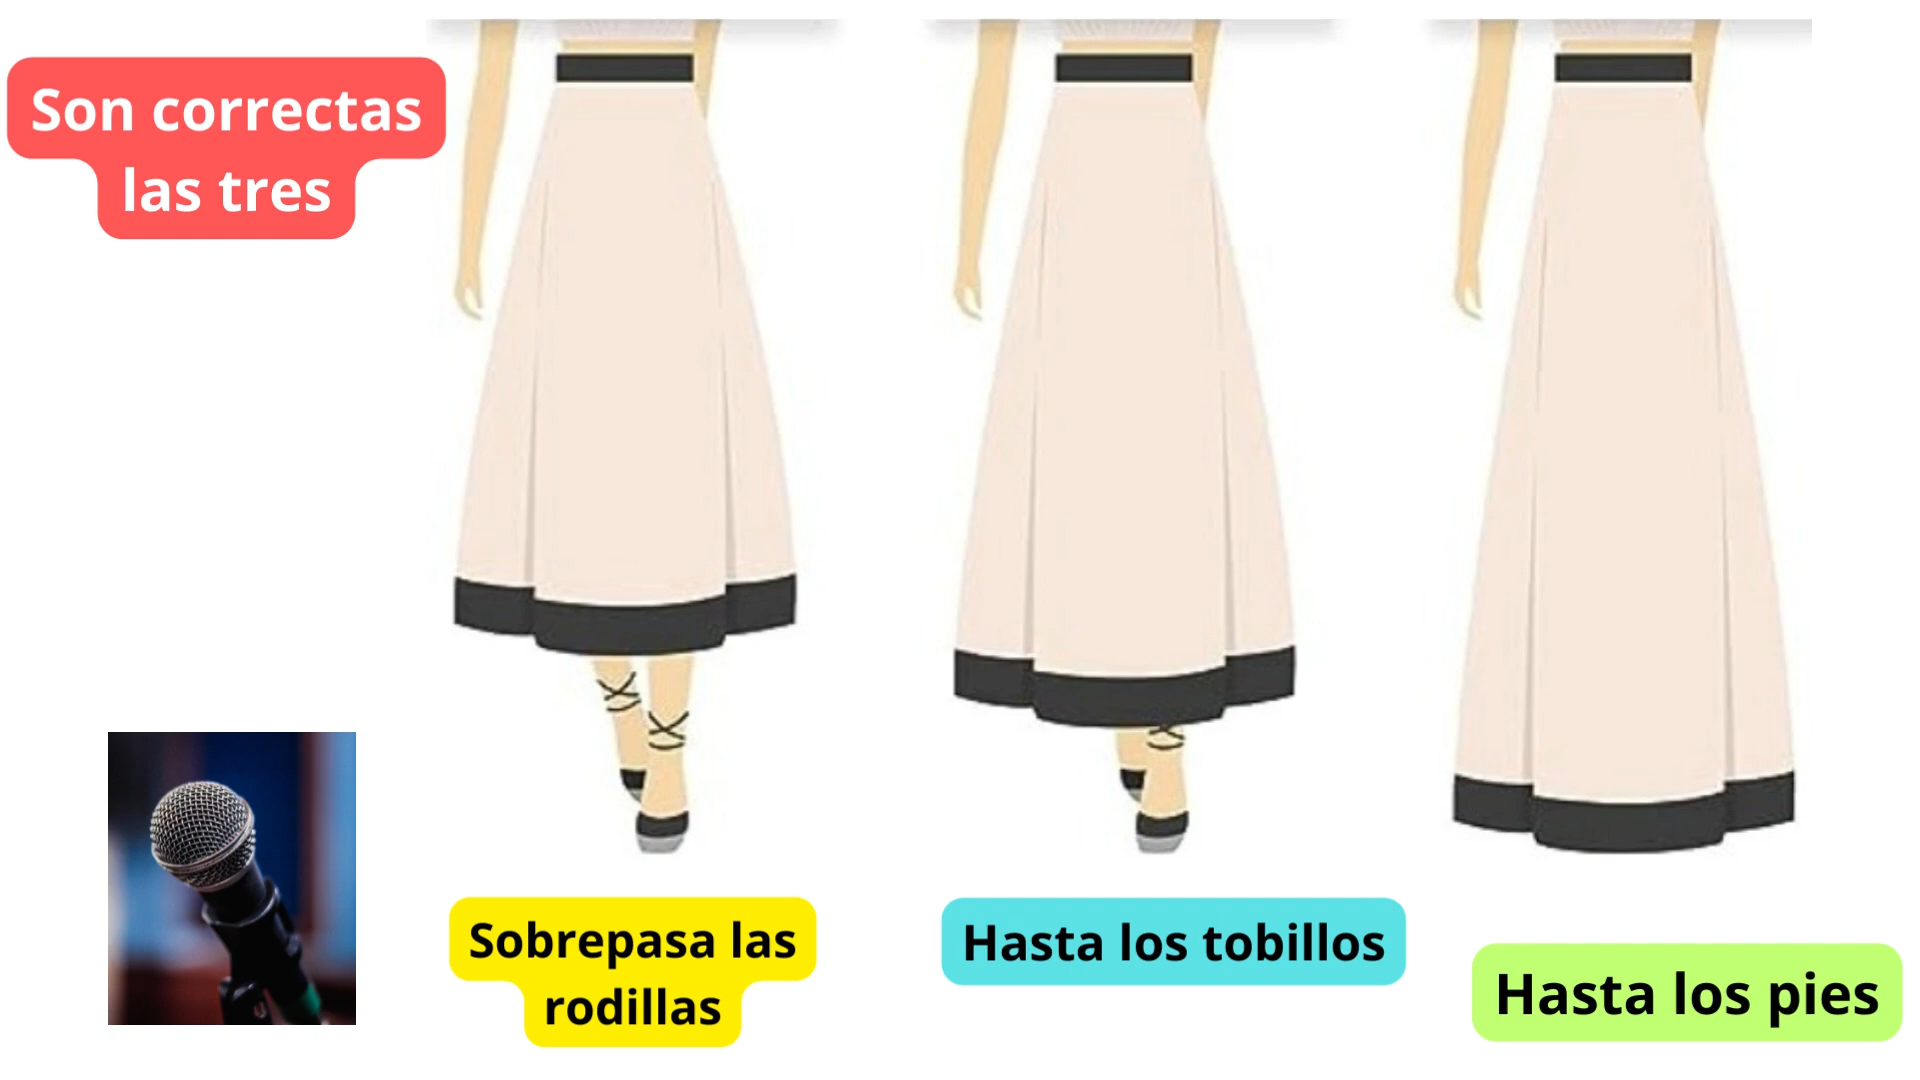 Son correctas
las tres
Sobrepasa las
rodillas
Hasta los tobillos
Hasta los pies